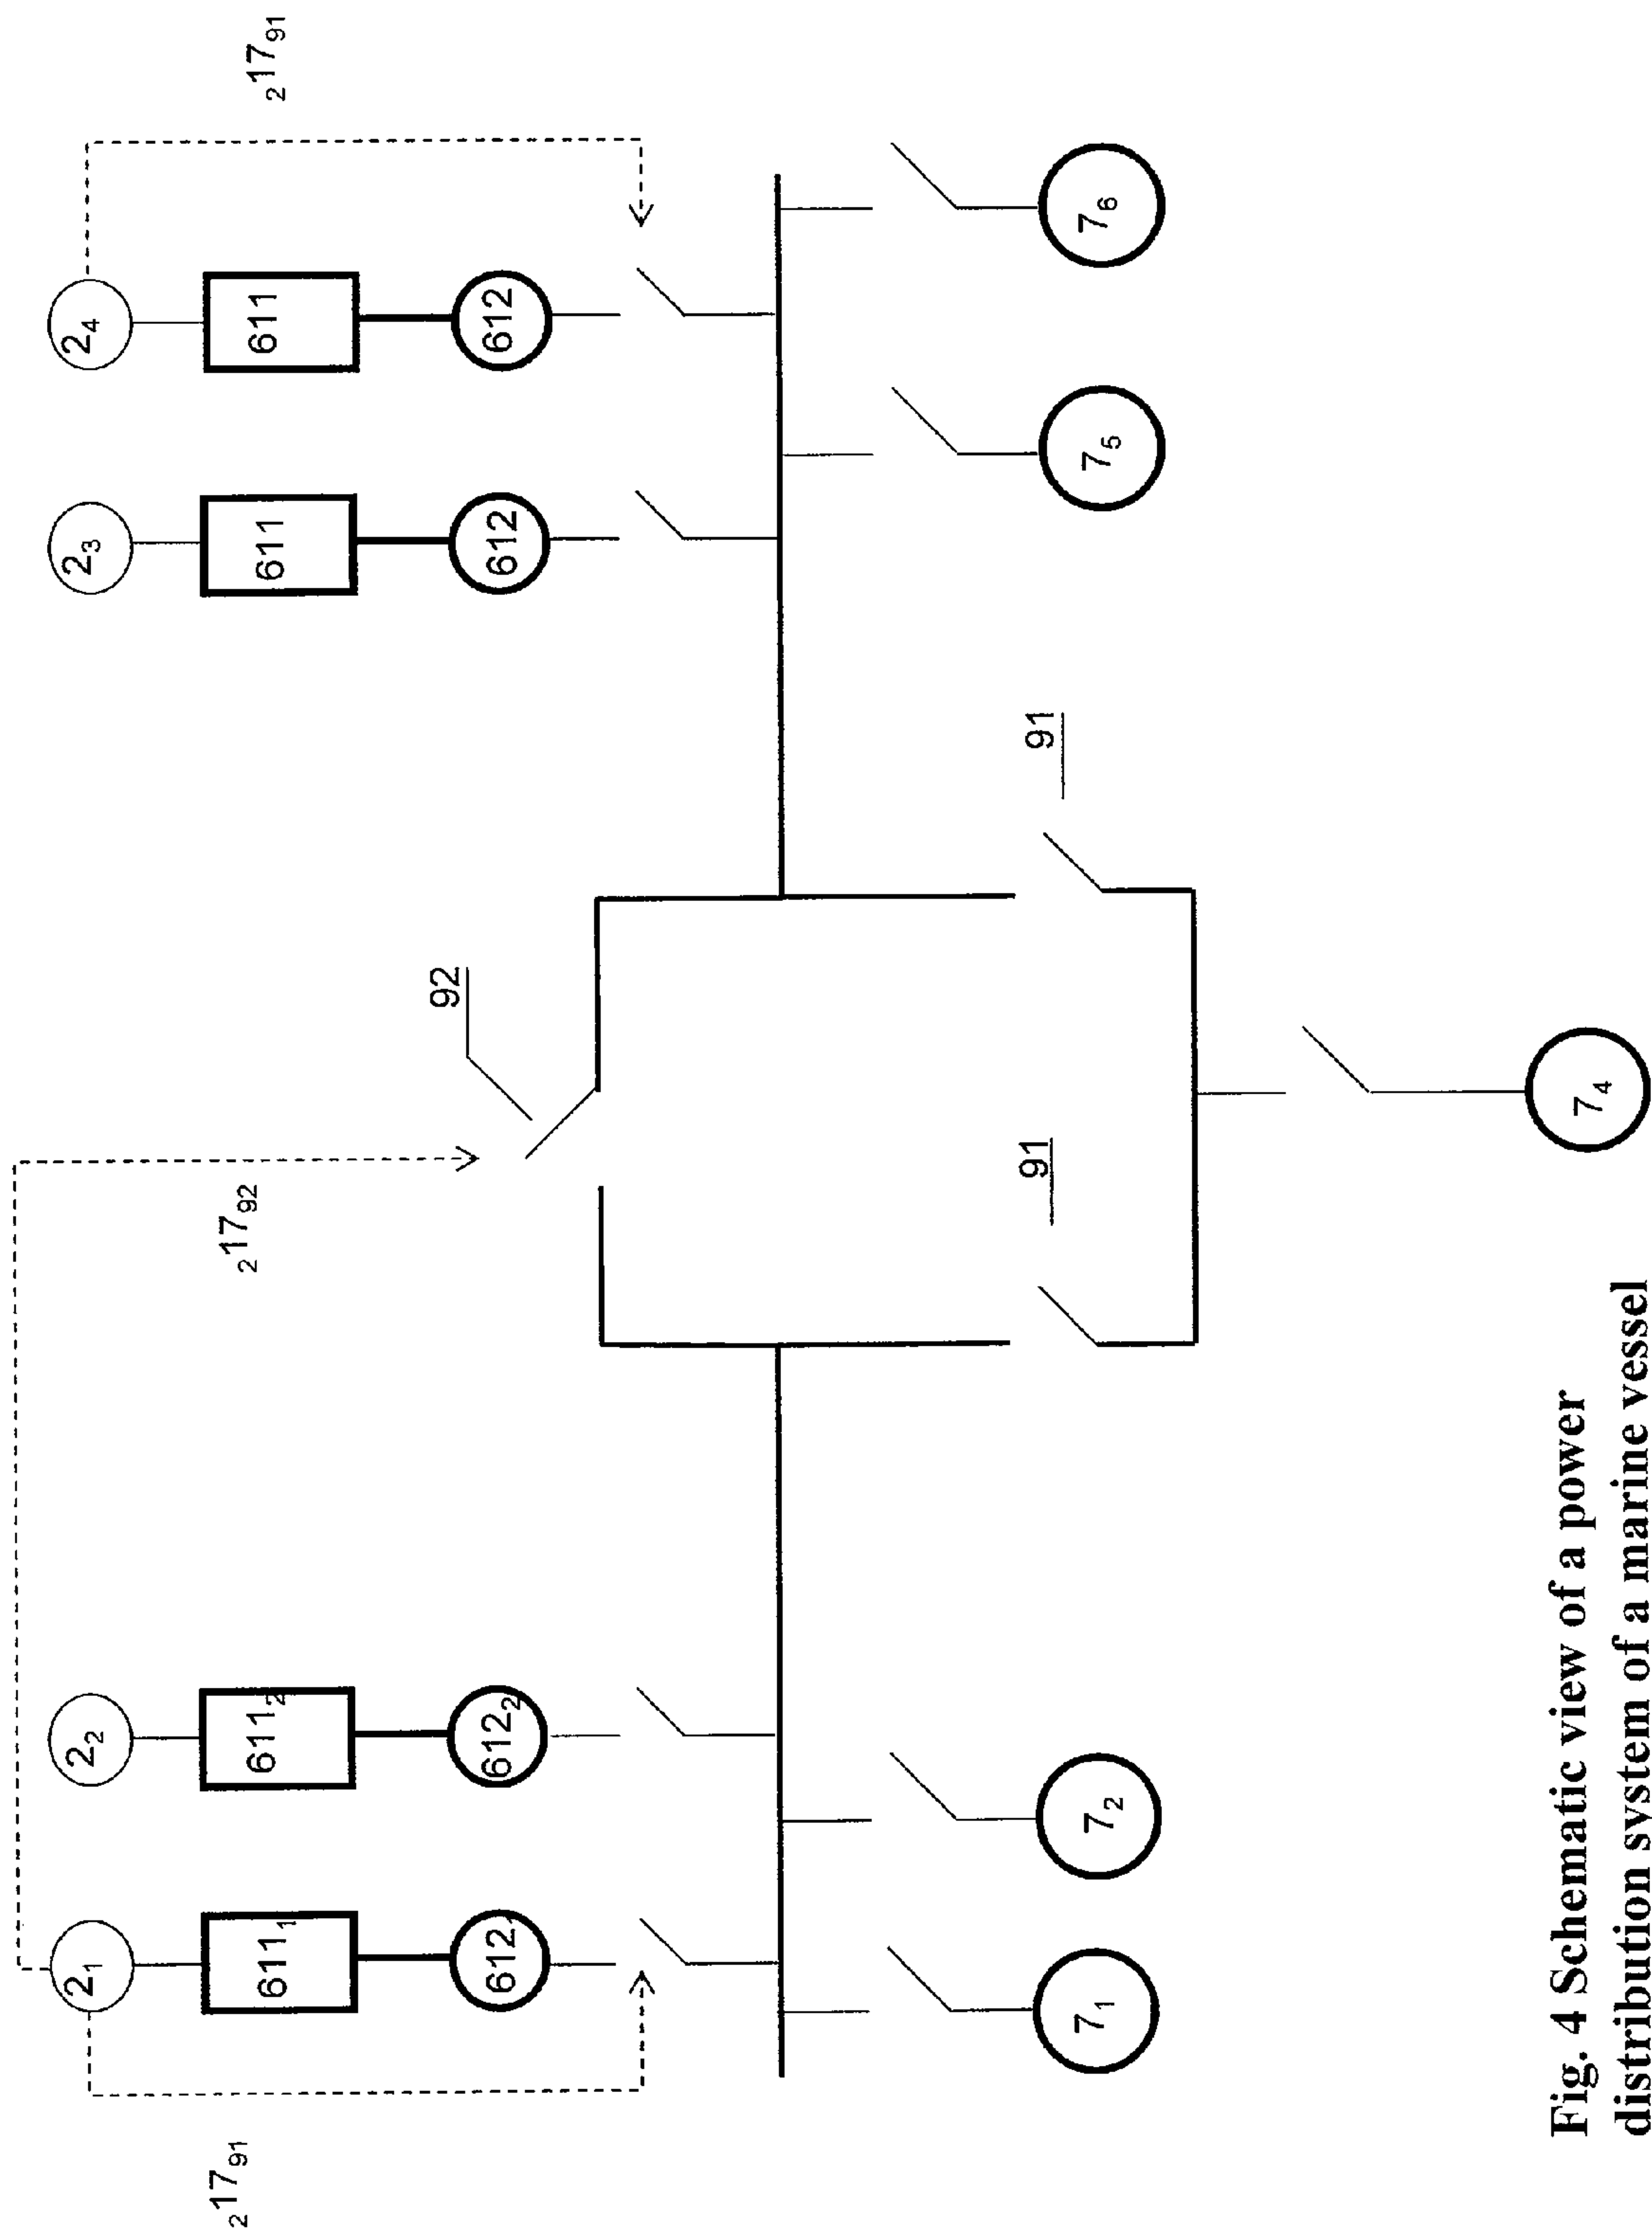 2₁ 2₂ 2₃ 2₄
₂17₉₁ ₂17₉₂ ₂17₉₁
611₁ 611₂ 611 611
92
612₁ 612₂ 612 612
91 91
7₁ 7₂ 7₅ 7₆
7₄
Fig. 4 Schematic view of a power
distribution system of a marine vessel